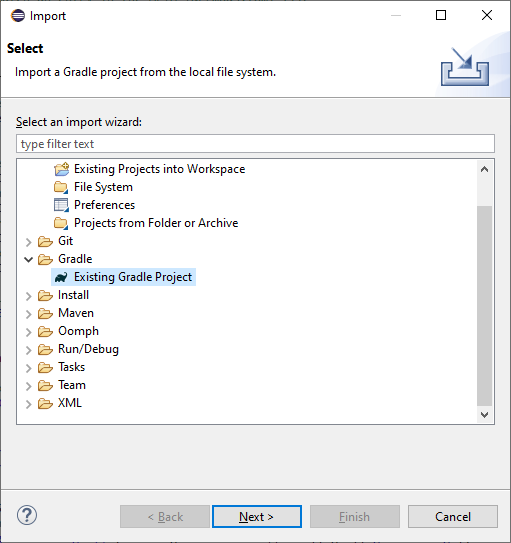 Import
Select
Import a Gradle project from the local file system.
Select an import wizard:
type filter text
Existing Projects into Workspace
File System
Preferences
Projects from Folder or Archive
Git
Gradle
Existing Gradle Project
Install
Maven
Oomph
Run/Debug
Tasks
Team
XML
? < Back Next > Finish Cancel